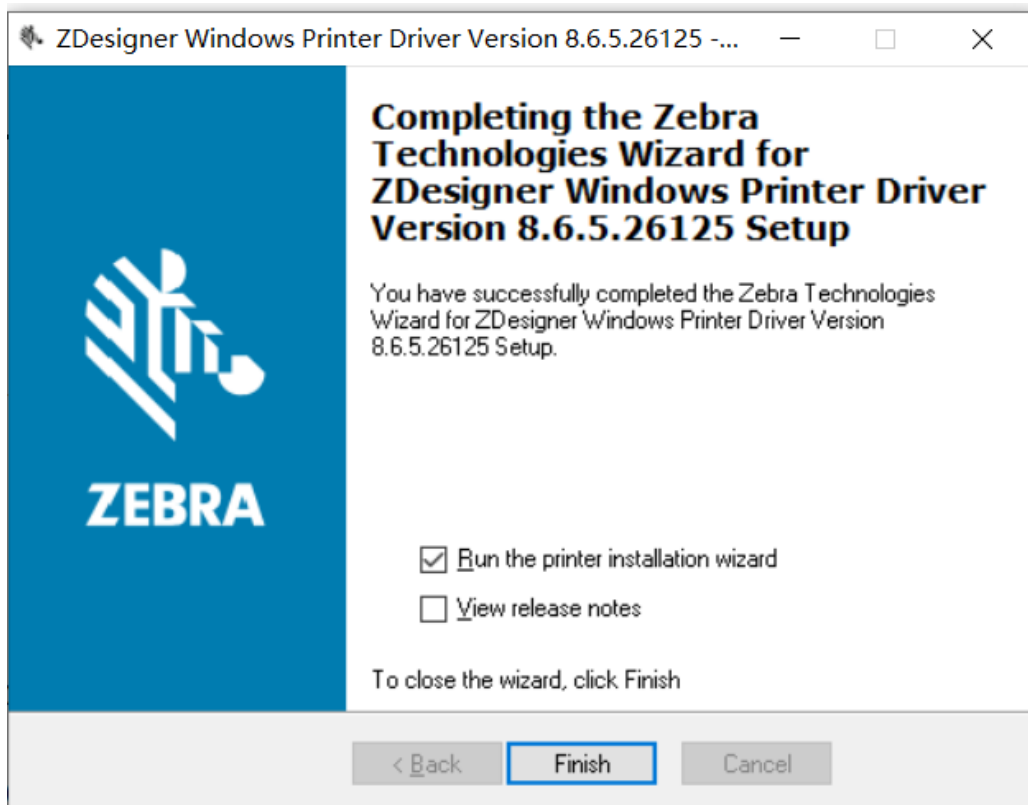 ZDesigner Windows Printer Driver Version 8.6.5.26125 -...
Completing the Zebra
Technologies Wizard for
ZDesigner Windows Printer Driver
Version 8.6.5.26125 Setup
You have successfully completed the Zebra Technologies
Wizard for ZDesigner Windows Printer Driver Version
8.6.5.26125 Setup.
ZEBRA
Run the printer installation wizard
View release notes
To close the wizard, click Finish
< Back
Finish
Cancel